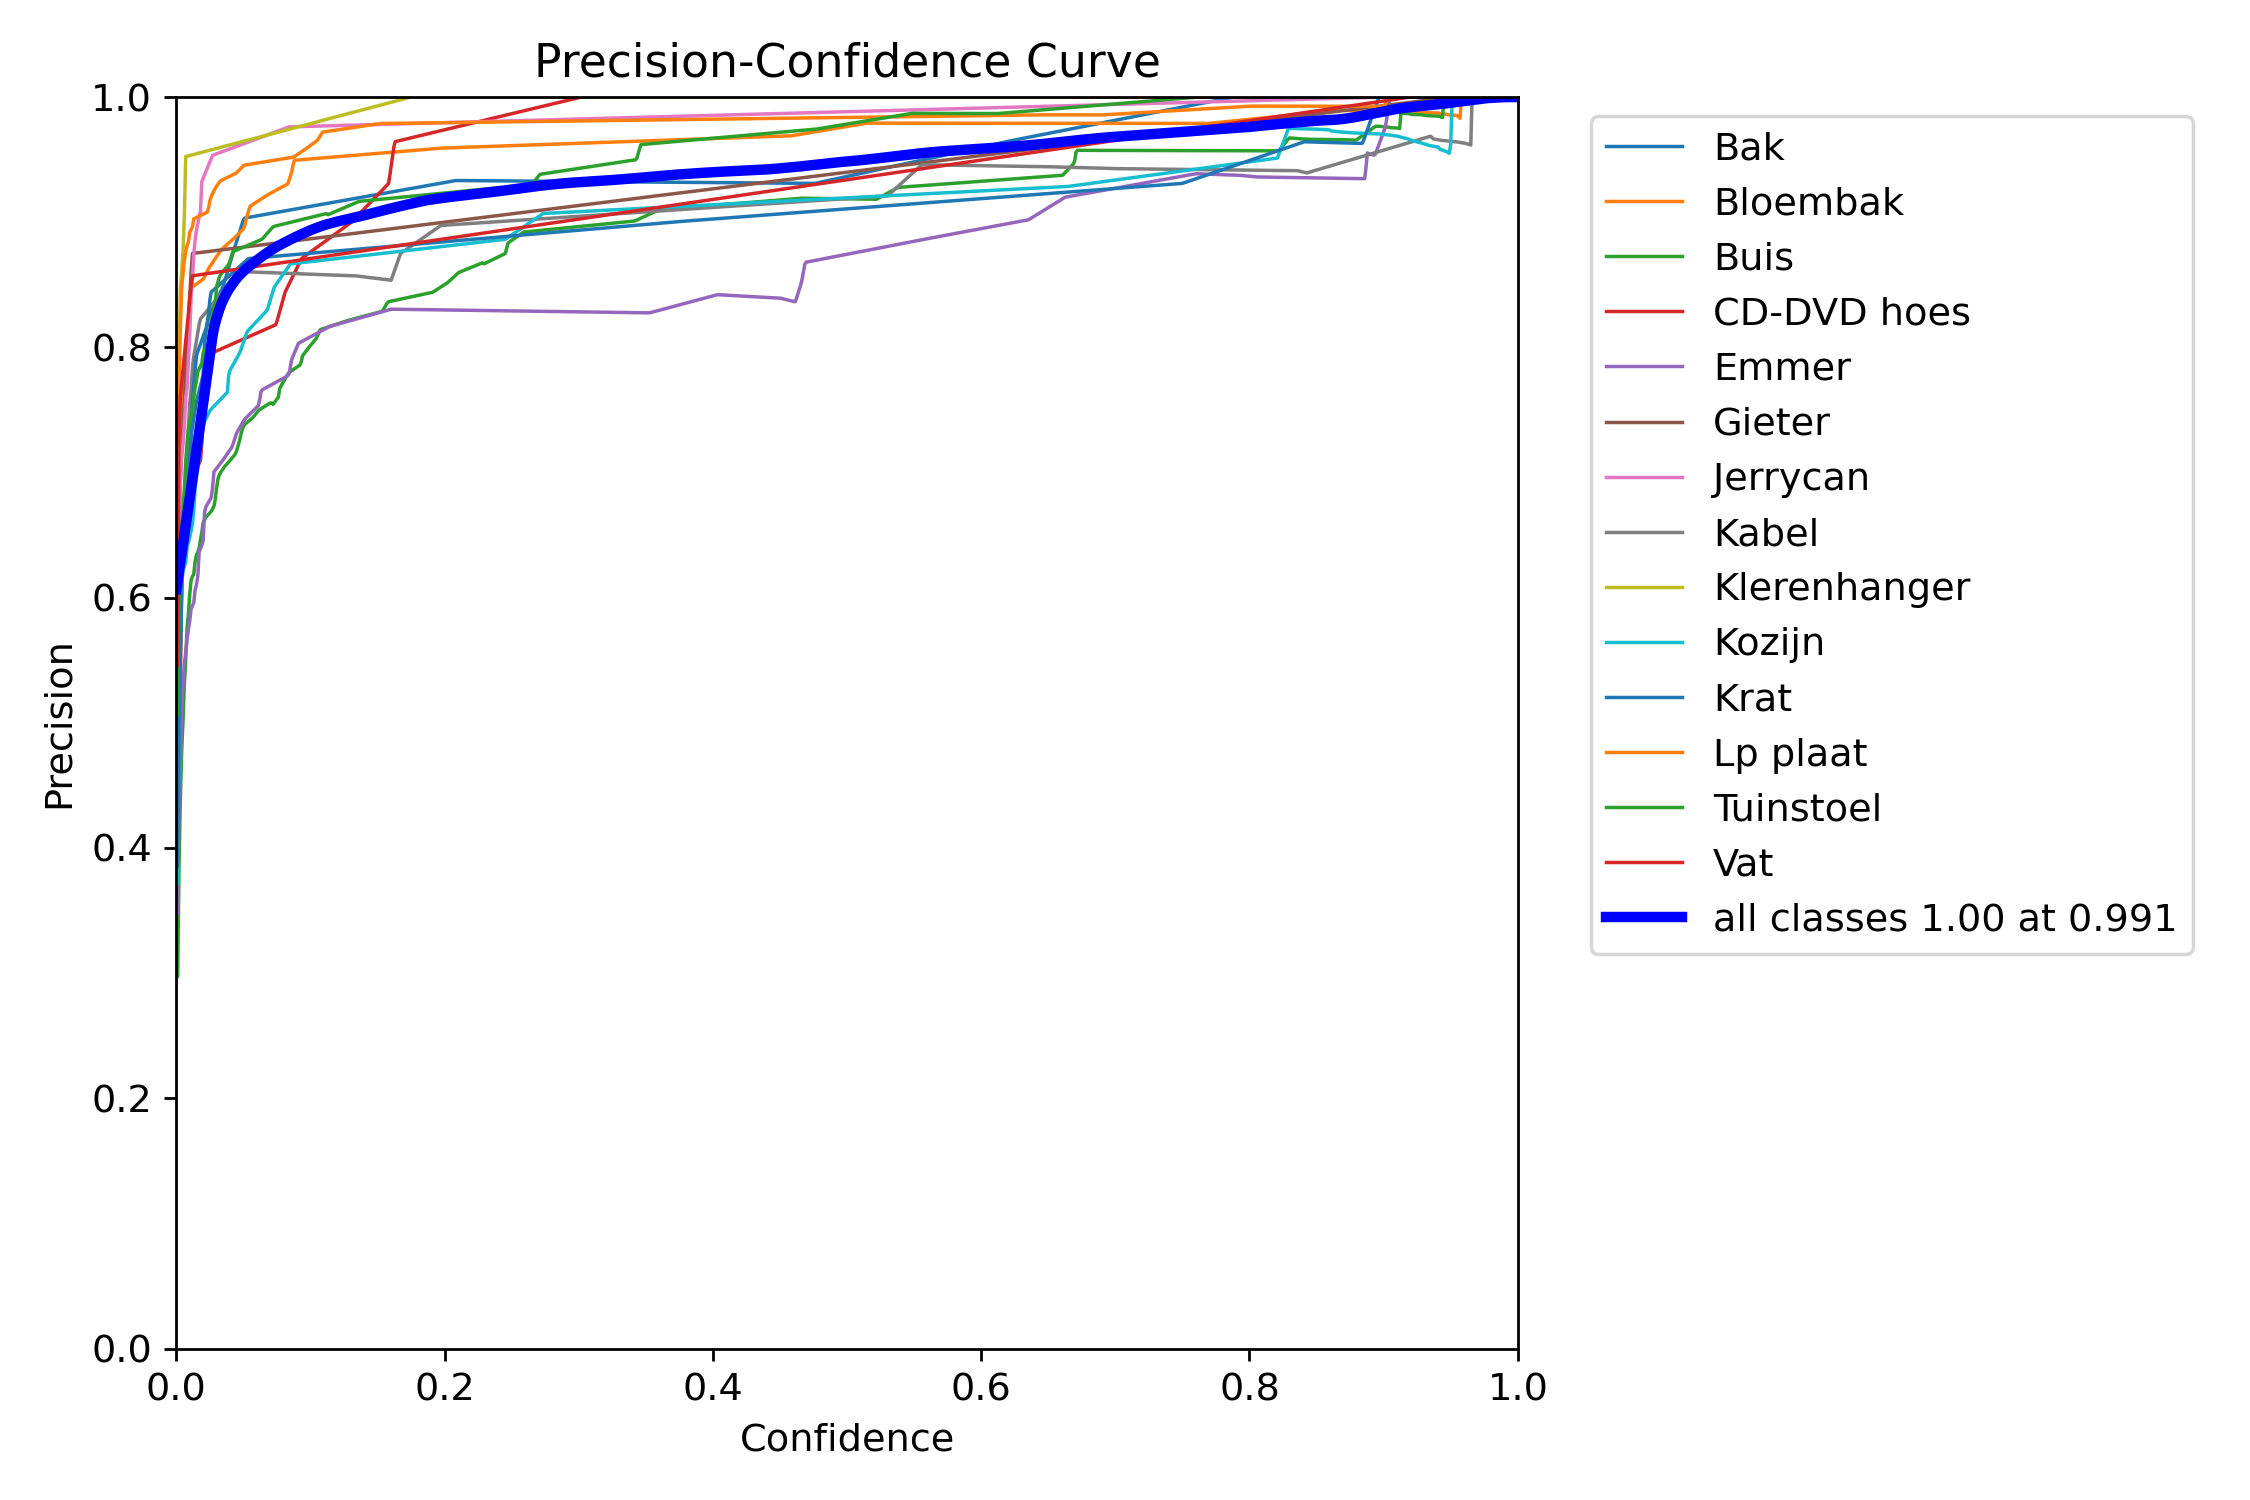 Precision-Confidence Curve
1.0
0.8
0.6
0.4
0.2
0.0
Precision
0.0 0.2 0.4 0.6 0.8 1.0
Confidence
Bak
Bloembak
Buis
CD-DVD hoes
Emmer
Gieter
Jerrycan
Kabel
Klerenhanger
Kozijn
Krat
Lp plaat
Tuinstoel
Vat
all classes 1.00 at 0.991